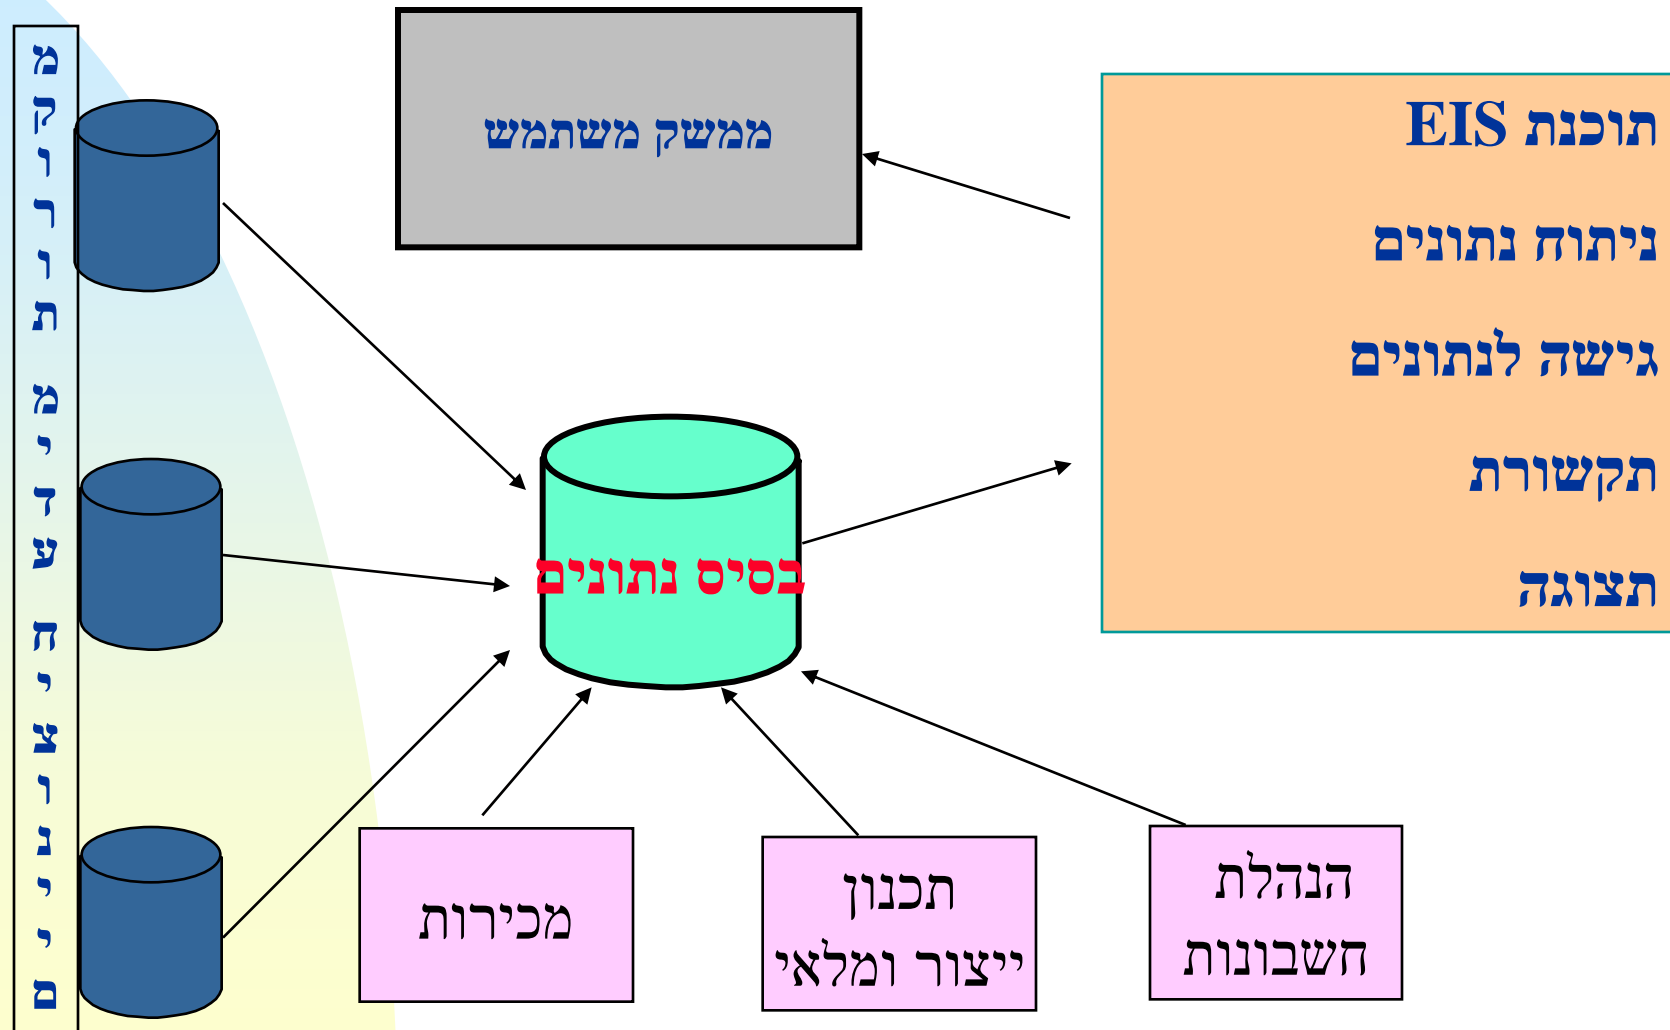 תוכנת EIS
ניתוח נתונים
גישה לנתונים
תקשורת
תצוגה
ממשק משתמש
בסיס נתונים
הנהלת
חשבונות
תכנון
ייצור ומלאי
מכירות
מקורות מידע חיצוניים